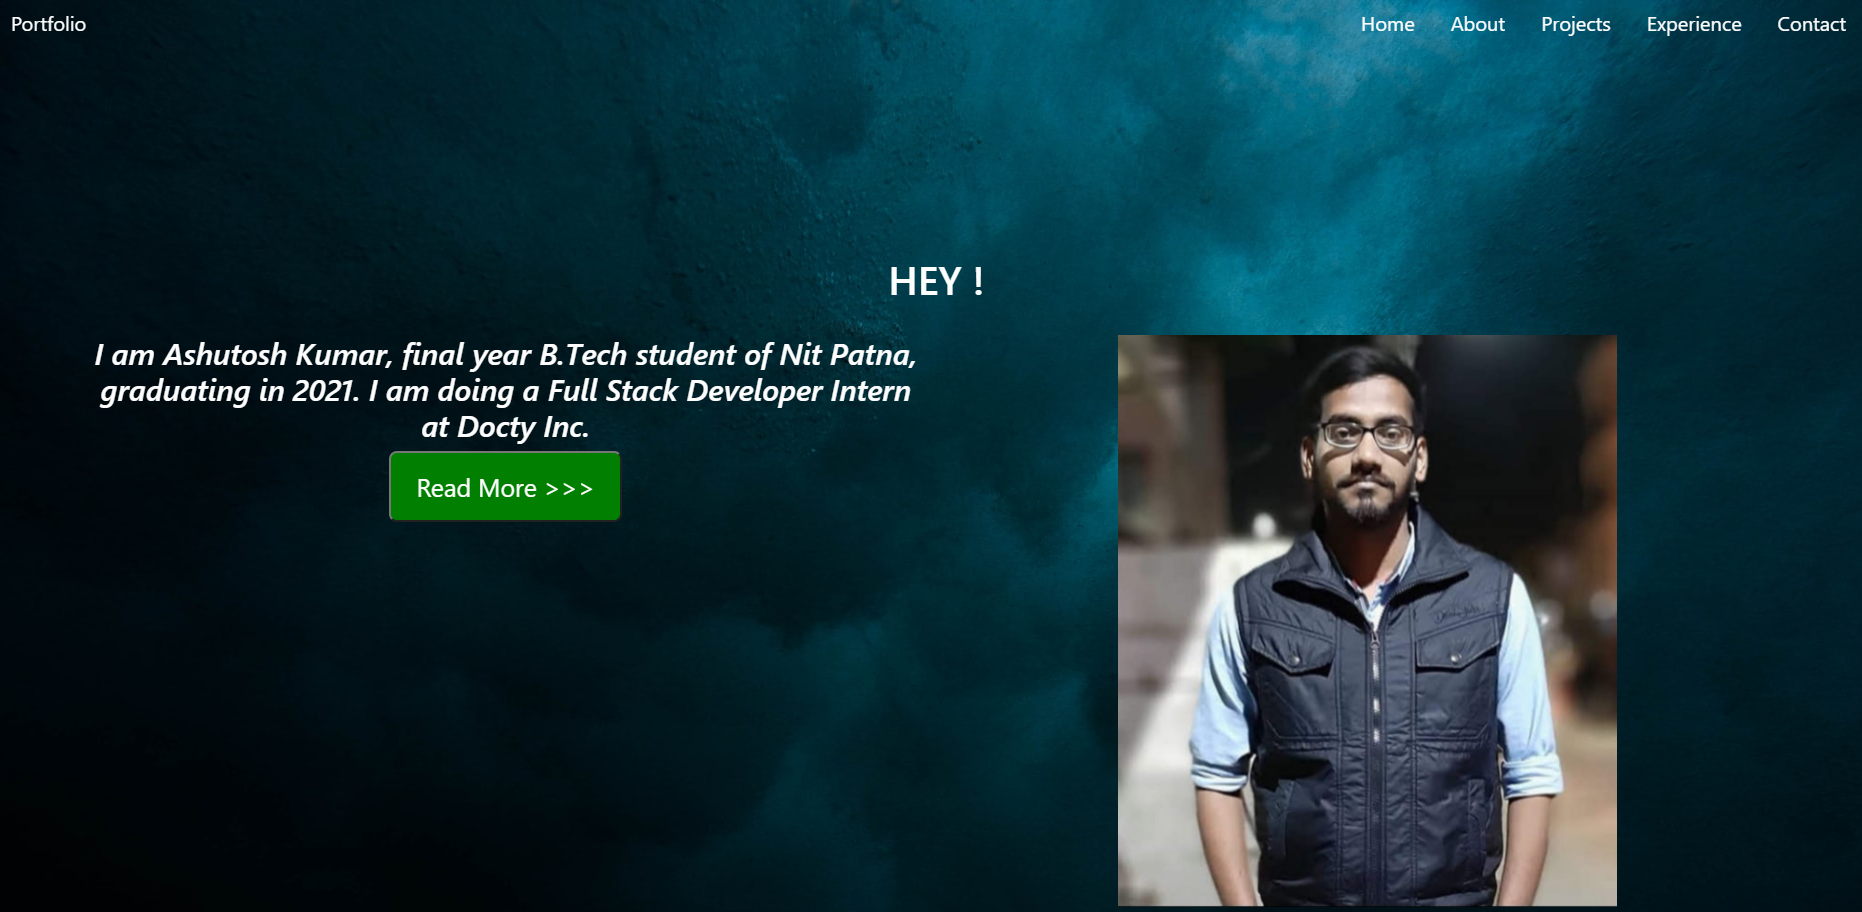 Portfolio
Home About Projects Experience Contact
HEY !
I am Ashutosh Kumar, final year B.Tech student of Nit Patna,
graduating in 2021. I am doing a Full Stack Developer Intern
at Docty Inc.
Read More >>>